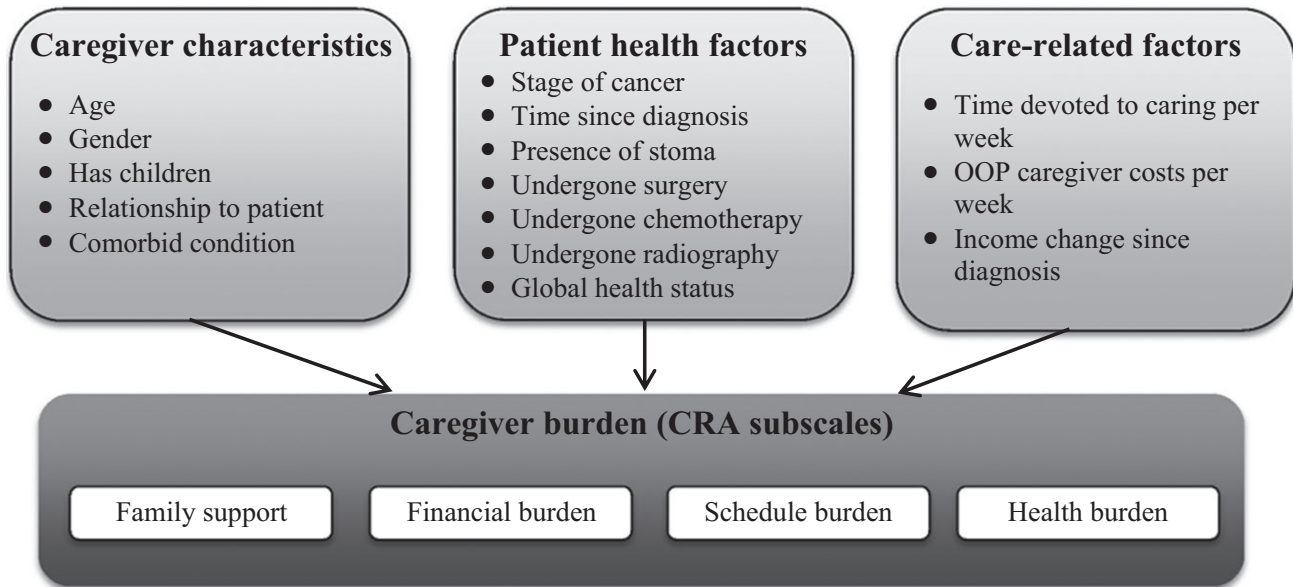 Caregiver characteristics
• Age
• Gender
• Has children
• Relationship to patient
• Comorbid condition
Patient health factors
• Stage of cancer
• Time since diagnosis
• Presence of stoma
• Undergone surgery
• Undergone chemotherapy
• Undergone radiography
• Global health status
Care-related factors
• Time devoted to caring per
week
• OOP caregiver costs per
week
• Income change since
diagnosis
Caregiver burden (CRA subscales)
Family support
Financial burden
Schedule burden
Health burden